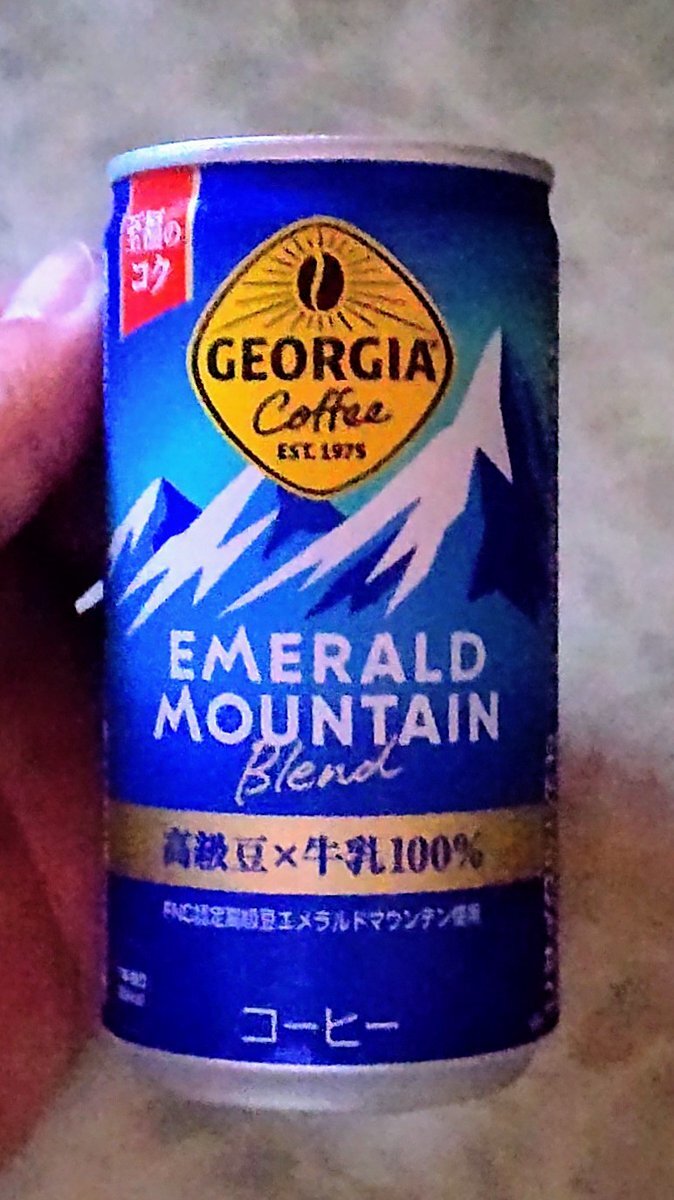 至福の
コク
GEORGIA
Coffee
EST. 1975
EMERALD
MOUNTAIN
Blend
高級豆×牛乳100%
FNC認定高級豆エメラルドマウンテン使用
コーヒー